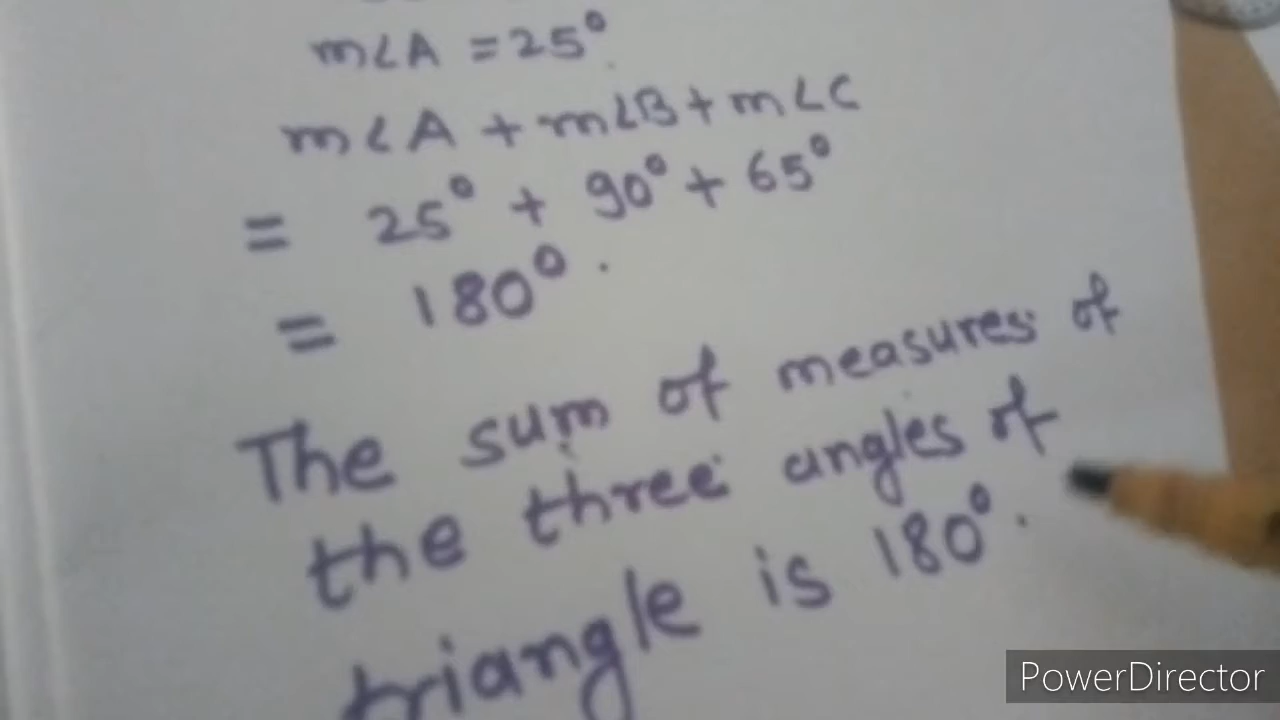 m∠A = 25°
m∠A + m∠B + m∠C
= 25° + 90° + 65°
= 180°.
The sum of measures of
the three angles of
triangle is 180°.
PowerDirector